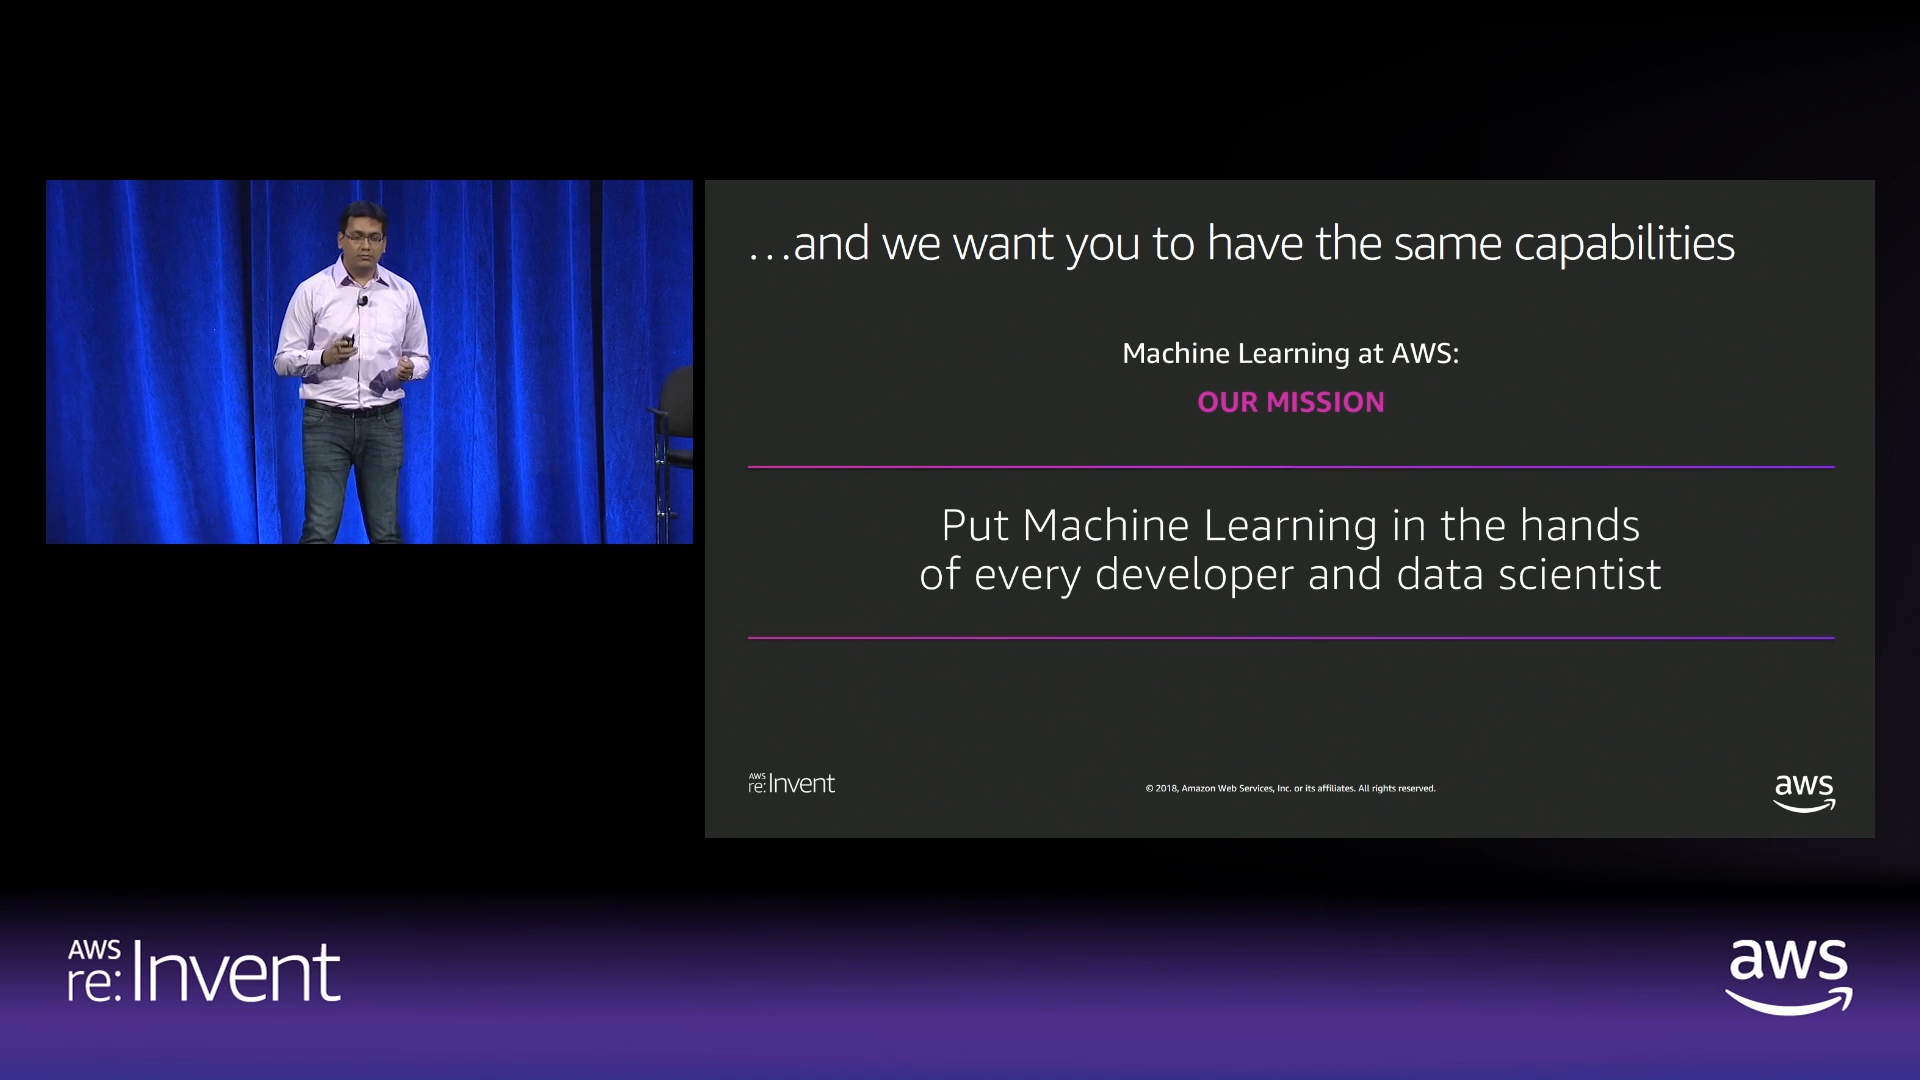 …and we want you to have the same capabilities
Machine Learning at AWS:
OUR MISSION
Put Machine Learning in the hands
of every developer and data scientist
AWS
re:Invent
© 2018, Amazon Web Services, Inc. or its affiliates. All rights reserved.
aws
AWS
re:Invent
aws